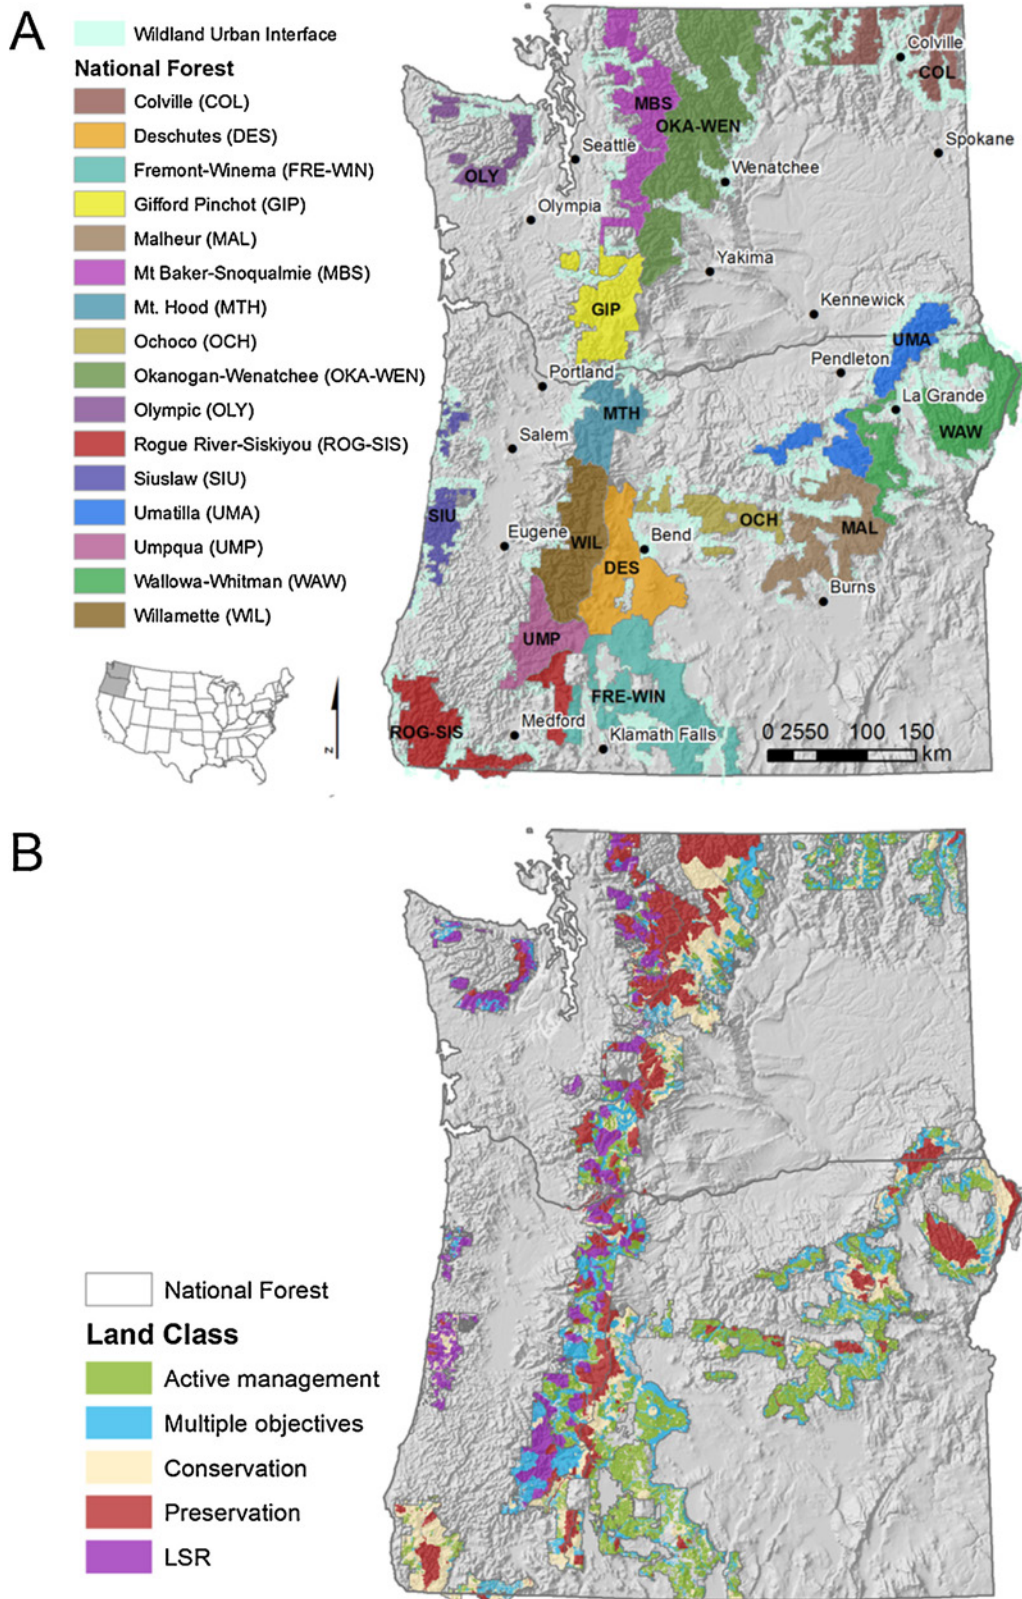 A
Wildland Urban Interface
National Forest
Colville (COL)
Deschutes (DES)
Fremont-Winema (FRE-WIN)
Gifford Pinchot (GIP)
Malheur (MAL)
Mt Baker-Snoqualmie (MBS)
Mt. Hood (MTH)
Ochoco (OCH)
Okanogan-Wenatchee (OKA-WEN)
Olympic (OLY)
Rogue River-Siskiyou (ROG-SIS)
Siuslaw (SIU)
Umatilla (UMA)
Umpqua (UMP)
Wallowa-Whitman (WAW)
Willamette (WIL)
N
Colville
COL
MBS
OKA-WEN
Seattle
Spokane
OLY
Wenatchee
Olympia
Yakima
GIP
Kennewick
UMA
Pendleton
Portland
La Grande
MTH
WAW
Salem
SIU
OCH
MAL
Eugene
WIL
Bend
DES
Burns
UMP
FRE-WIN
ROG-SIS
Medford
Klamath Falls
0 2550 100 150
km
B
National Forest
Land Class
Active management
Multiple objectives
Conservation
Preservation
LSR